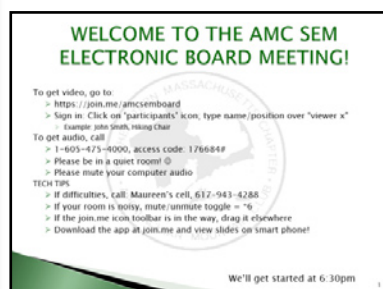 WELCOME TO THE AMC SEM
ELECTRONIC BOARD MEETING!
To get video, go to:
> https://join.me/amcsemboard
> Sign in: Click on "participants" icon; type name/position over "viewer x"
> Example: John Smith, Hiking Chair
To get audio, call
> 1-605-475-4000, access code: 176684#
> Please be in a quiet room! ☺
> Please mute your computer audio
TECH TIPS
> If difficulties, call: Maureen's cell, 617-943-4288
> If your room is noisy, mute/unmute toggle = *6
> If the join.me icon toolbar is in the way, drag it elsewhere
> Download the app at join.me and view slides on smart phone!
We'll get started at 6:30pm
1